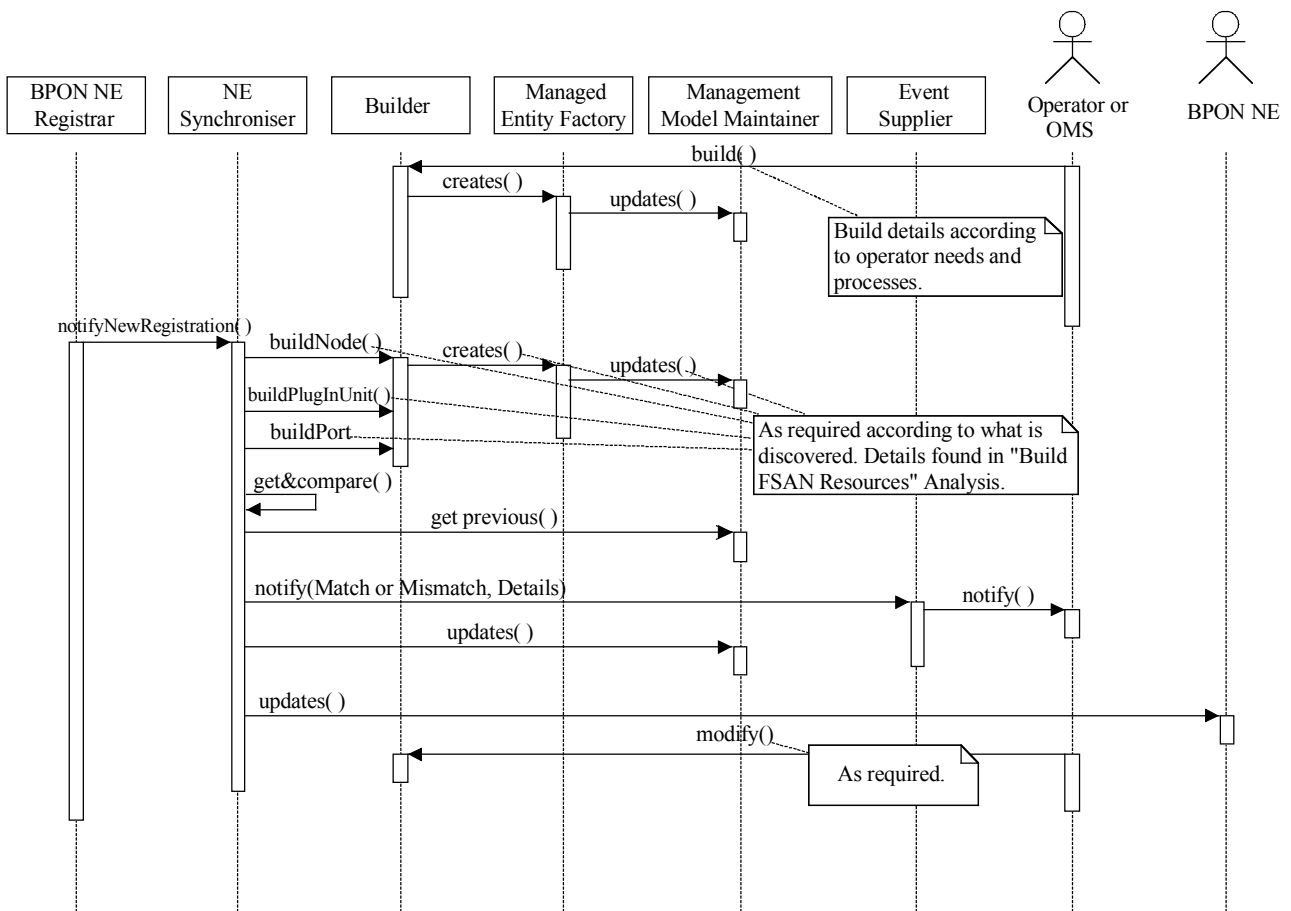 BPON NE
Registrar
NE
Synchroniser
Builder
Managed
Entity Factory
Management
Model Maintainer
Event
Supplier
Operator or
OMS
BPON NE
build( )
creates( )
updates( )
Build details according
to operator needs and
processes.
notifyNewRegistration( )
buildNode( )
creates( )
updates( )
buildPlugInUnit( )
buildPort
As required according to what is
discovered. Details found in "Build
FSAN Resources" Analysis.
get&compare( )
get previous( )
notify(Match or Mismatch, Details)
notify( )
updates( )
updates( )
modify()
As required.